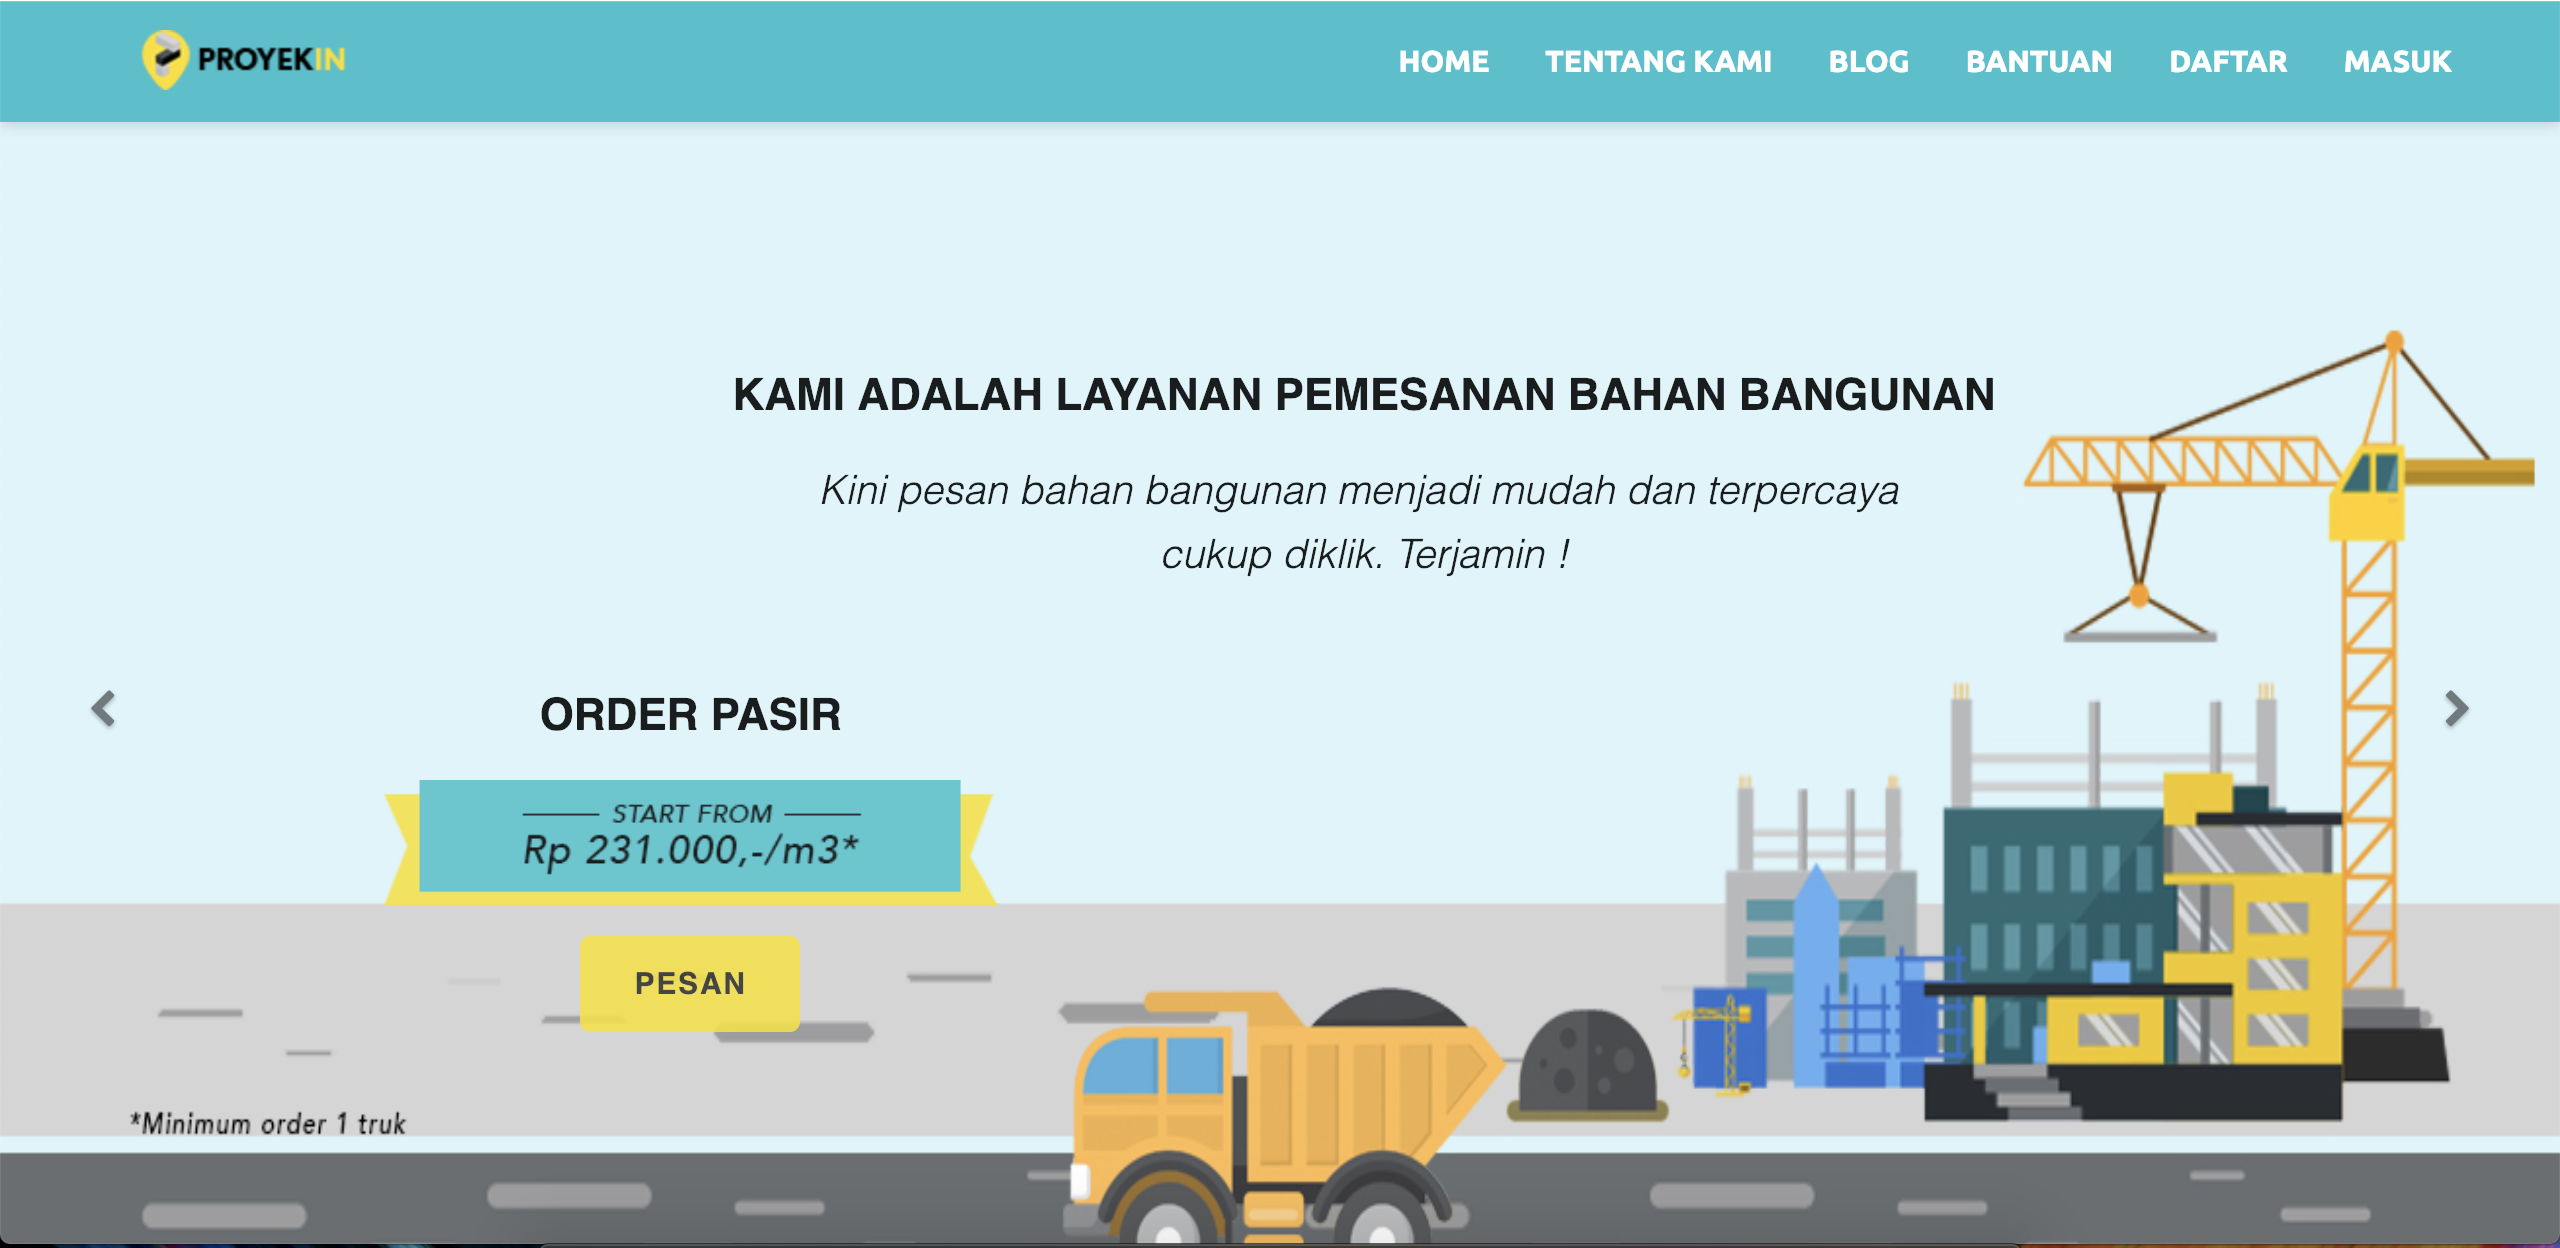 PROYEKIN
HOME TENTANG KAMI BLOG BANTUAN DAFTAR MASUK
KAMI ADALAH LAYANAN PEMESANAN BAHAN BANGUNAN
Kini pesan bahan bangunan menjadi mudah dan terpercaya
cukup diklik. Terjamin !
ORDER PASIR
START FROM
Rp 231.000,-/m3*
PESAN
*Minimum order 1 truk